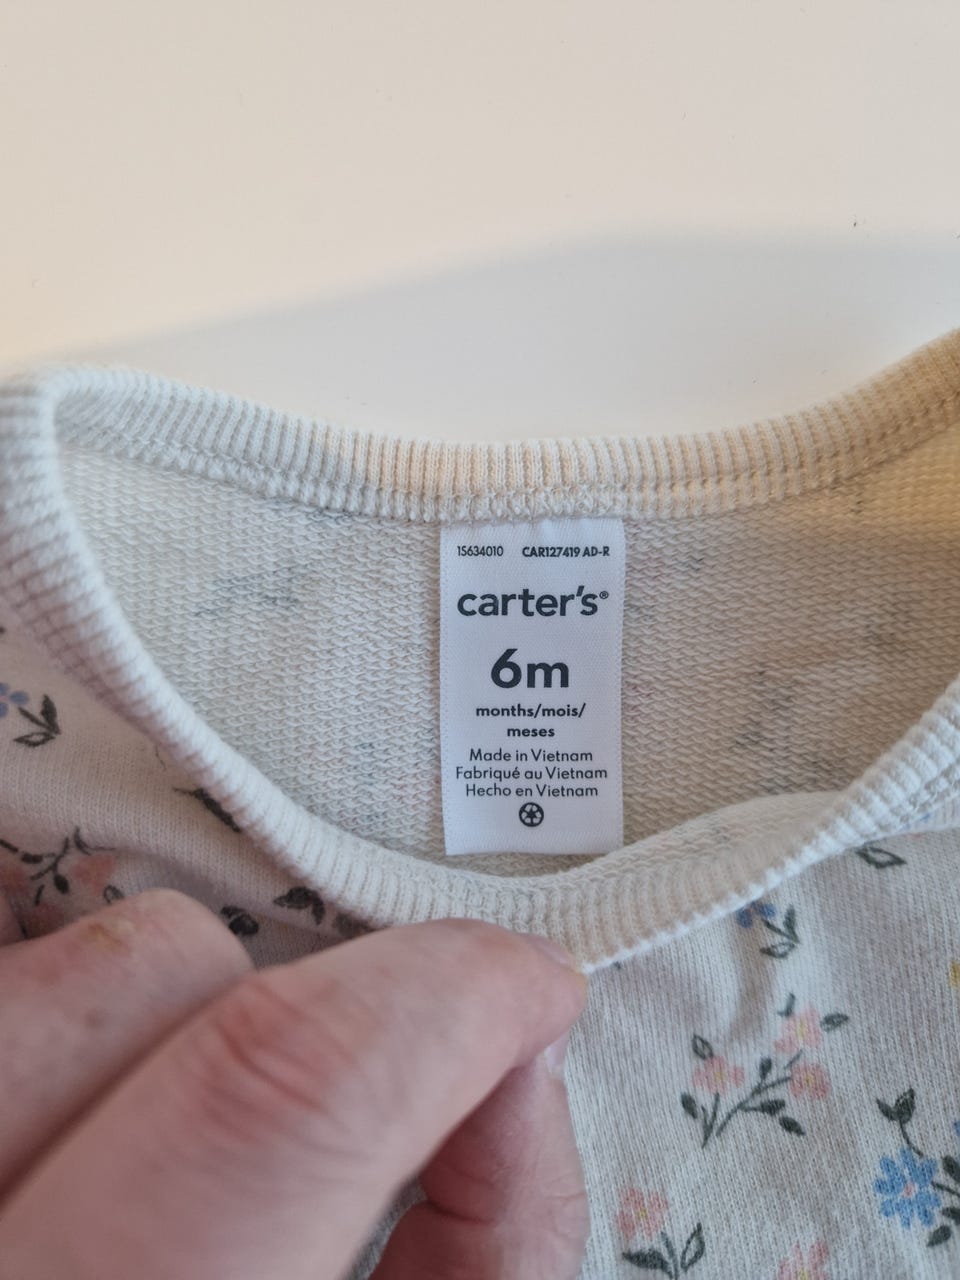 1S634010 CAR127419 AD-R
carter's®
6m
months/mois/
meses
Made in Vietnam
Fabriqué au Vietnam
Hecho en Vietnam